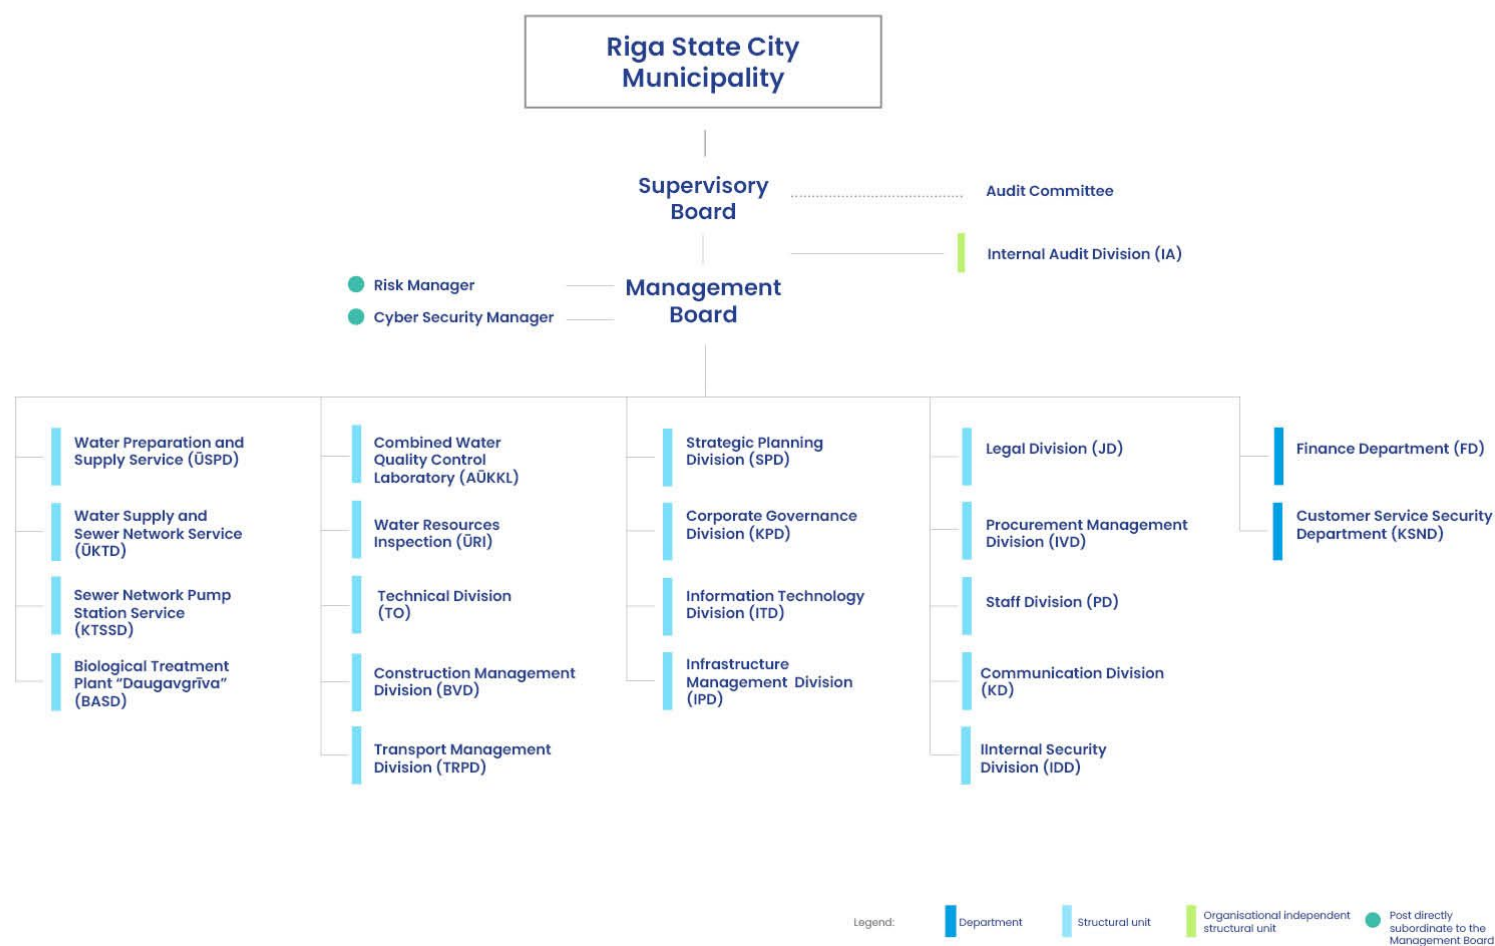 Riga State City
Municipality
Supervisory
Board
Audit Committee
Internal Audit Division (IA)
Risk Manager
Cyber Security Manager
Management
Board
Water Preparation and
Supply Service (ŪSPD)
Water Supply and
Sewer Network Service
(ŪKTD)
Sewer Network Pump
Station Service
(KTSSD)
Biological Treatment
Plant “Daugavgrīva”
(BASD)
Combined Water
Quality Control
Laboratory (AŪKKL)
Water Resources
Inspection (ŪRI)
Technical Division
(TO)
Construction Management
Division (BVD)
Transport Management
Division (TRPD)
Strategic Planning
Division (SPD)
Corporate Governance
Division (KPD)
Information Technology
Division (ITD)
Infrastructure
Management Division
(IPD)
Legal Division (JD)
Procurement Management
Division (IVD)
Staff Division (PD)
Communication Division
(KD)
IInternal Security
Division (IDD)
Finance Department (FD)
Customer Service Security
Department (KSND)
Legend:
Department
Structural unit
Organisational independent
structural unit
Post directly
subordinate to the
Management Board